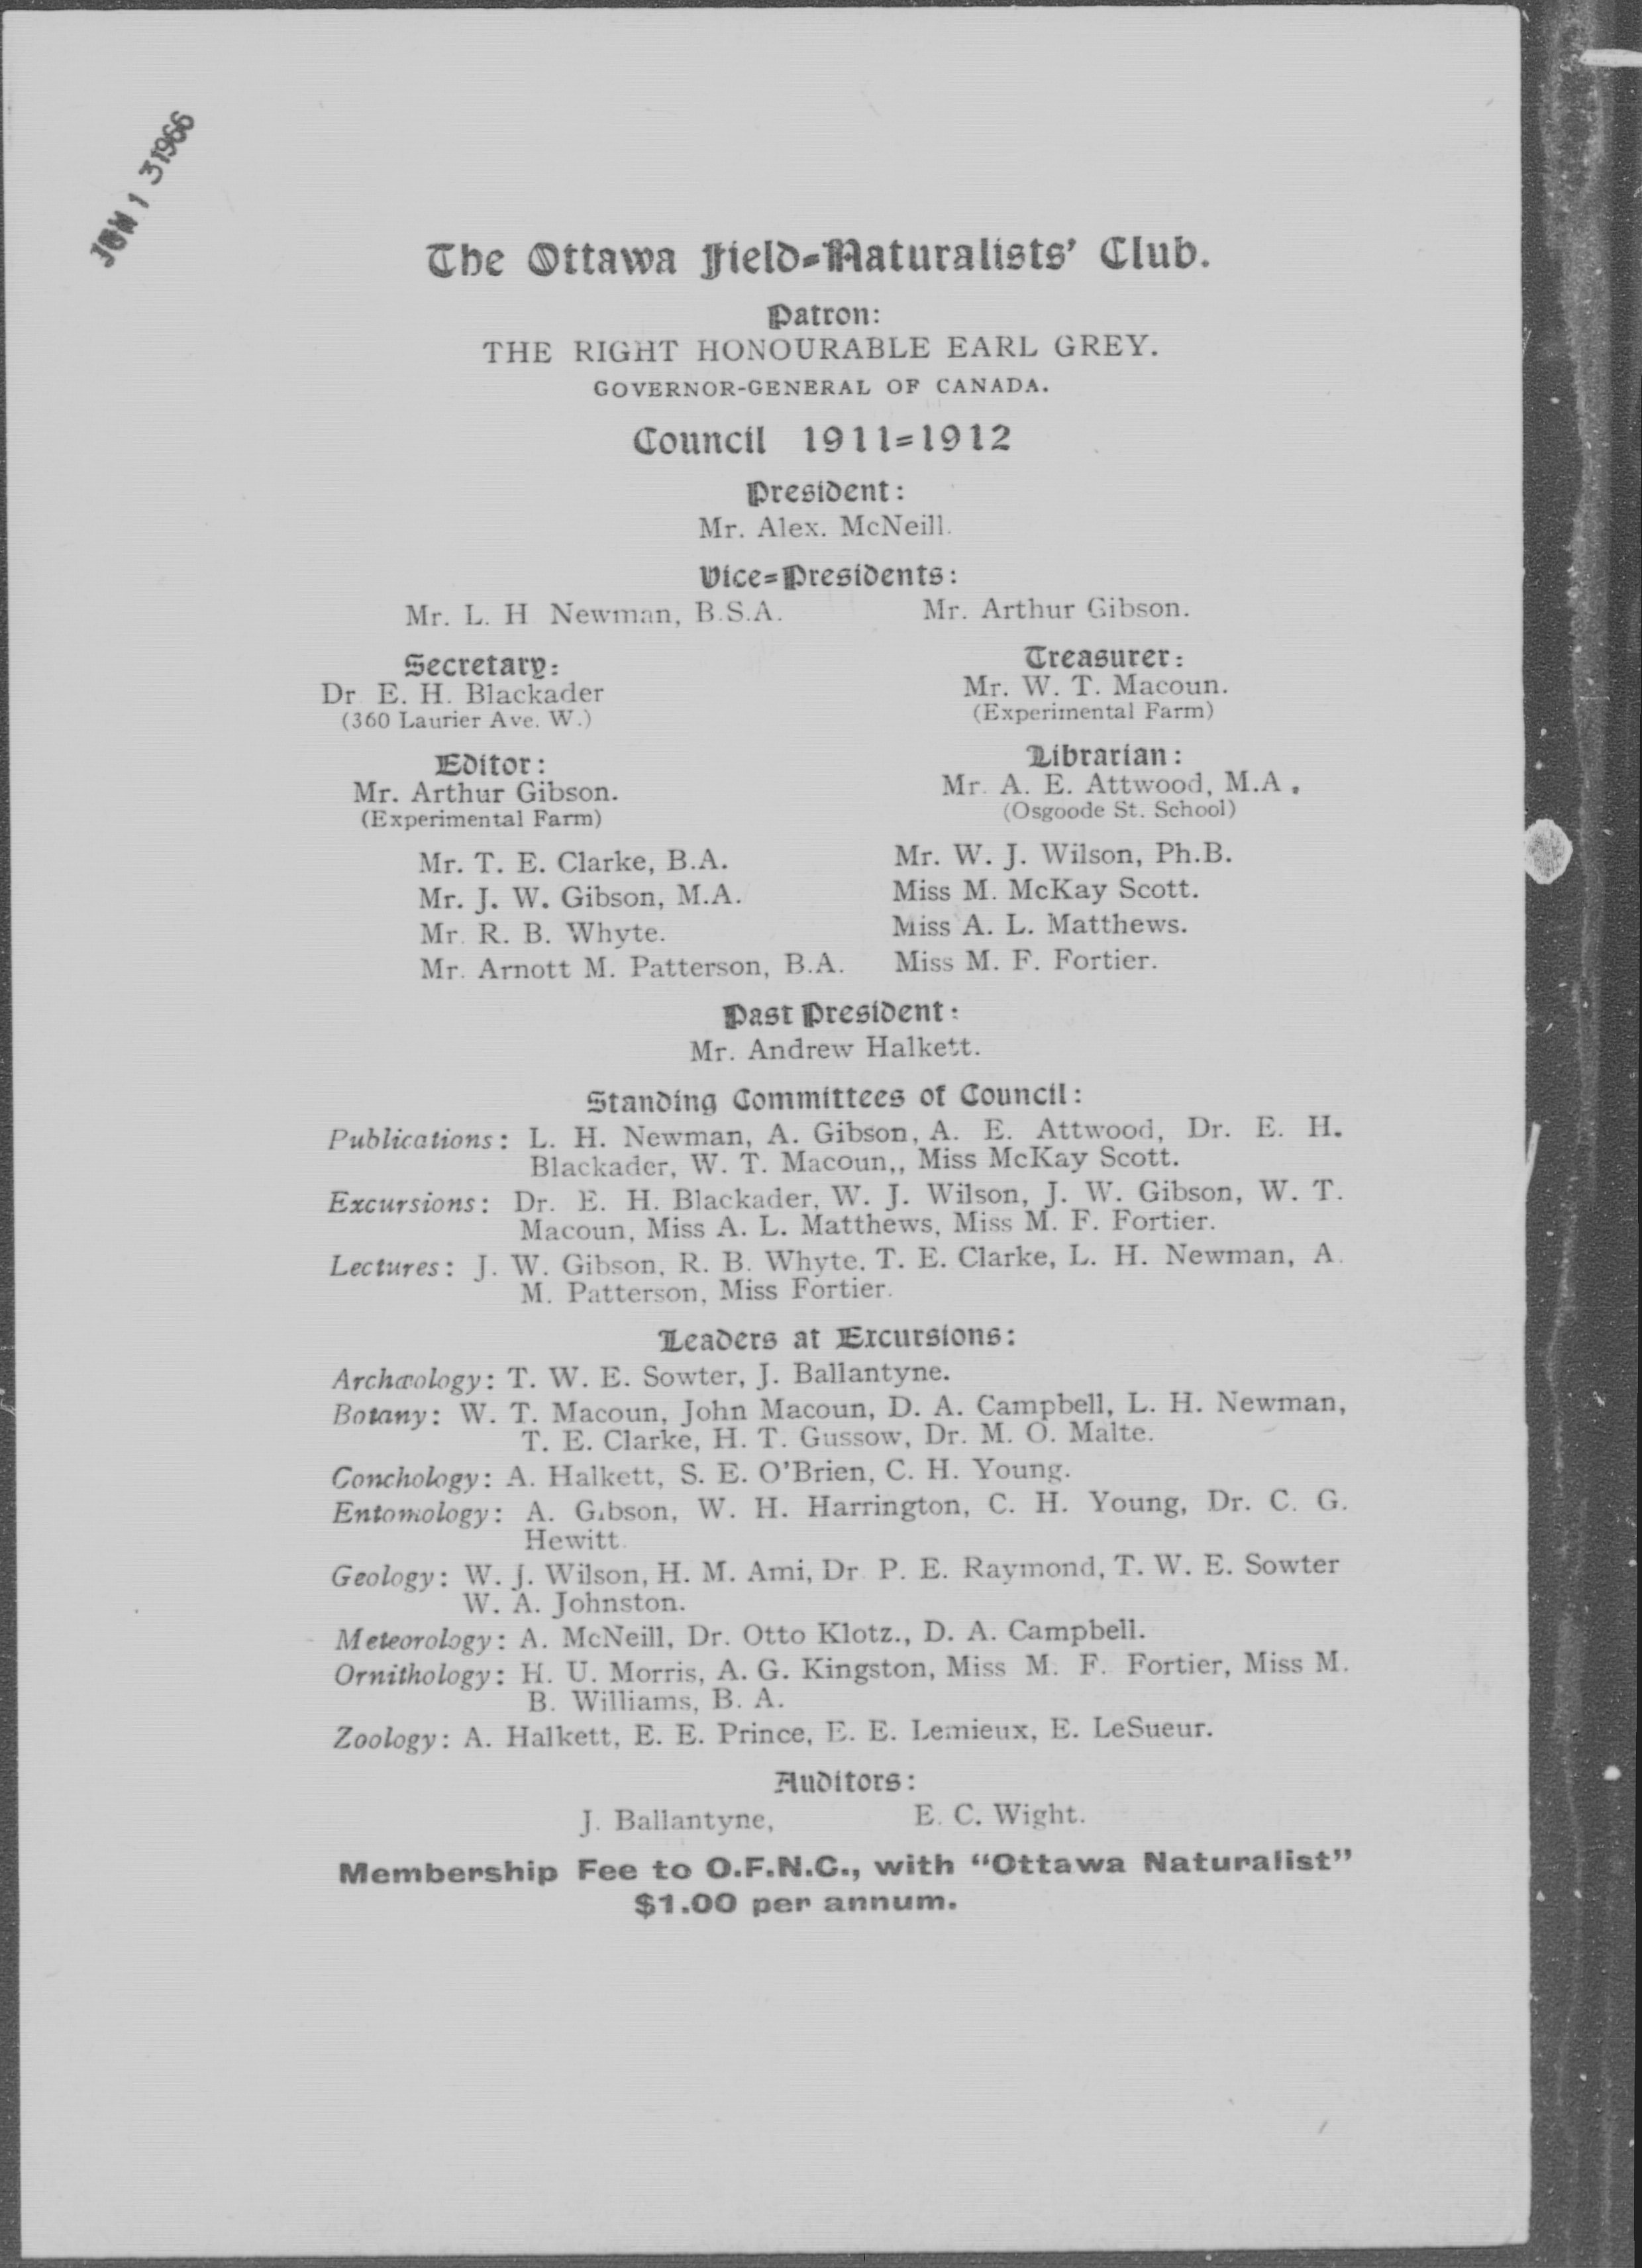 JUN 1 3 1966
The Ottawa Field-Naturalists' Club.
Patron:
THE RIGHT HONOURABLE EARL GREY.
GOVERNOR-GENERAL OF CANADA.
Council 1911-1912
President:
Mr. Alex. McNeill.
Vice-Presidents:
Mr. L. H Newman, B.S.A. Mr. Arthur Gibson.
Secretary: Treasurer:
Dr. E. H. Blackader Mr. W. T. Macoun.
(360 Laurier Ave. W.) (Experimental Farm)
Editor: Librarian:
Mr. Arthur Gibson. Mr. A. E. Attwood, M.A.
(Experimental Farm) (Osgoode St. School)
Mr. T. E. Clarke, B.A. Mr. W. J. Wilson, Ph.B.
Mr. J. W. Gibson, M.A. Miss M. McKay Scott.
Mr. R. B. Whyte. Miss A. L. Matthews.
Mr. Arnott M. Patterson, B.A. Miss M. F. Fortier.
Past President:
Mr. Andrew Halkett.
Standing Committees of Council:
Publications: L. H. Newman, A. Gibson, A. E. Attwood, Dr. E. H.
Blackader, W. T. Macoun,, Miss McKay Scott.
Excursions: Dr. E. H. Blackader, W. J. Wilson, J. W. Gibson, W. T.
Macoun, Miss A. L. Matthews, Miss M. F. Fortier.
Lectures: J. W. Gibson, R. B. Whyte. T. E. Clarke, L. H. Newman, A.
M. Patterson, Miss Fortier.
Leaders at Excursions:
Archæology: T. W. E. Sowter, J. Ballantyne.
Botany: W. T. Macoun, John Macoun, D. A. Campbell, L. H. Newman,
T. E. Clarke, H. T. Gussow, Dr. M. O. Malte.
Conchology: A. Halkett, S. E. O'Brien, C. H. Young.
Entomology: A. Gibson, W. H. Harrington, C. H. Young, Dr. C. G.
Hewitt.
Geology: W. J. Wilson, H. M. Ami, Dr. P. E. Raymond, T. W. E. Sowter
W. A. Johnston.
Meteorology: A. McNeill, Dr. Otto Klotz., D. A. Campbell.
Ornithology: H. U. Morris, A. G. Kingston, Miss M. F. Fortier, Miss M.
B. Williams, B. A.
Zoology: A. Halkett, E. E. Prince, E. E. Lemieux, E. LeSueur.
Auditors:
J. Ballantyne, E. C. Wight.
Membership Fee to O.F.N.C., with "Ottawa Naturalist"
$1.00 per annum.